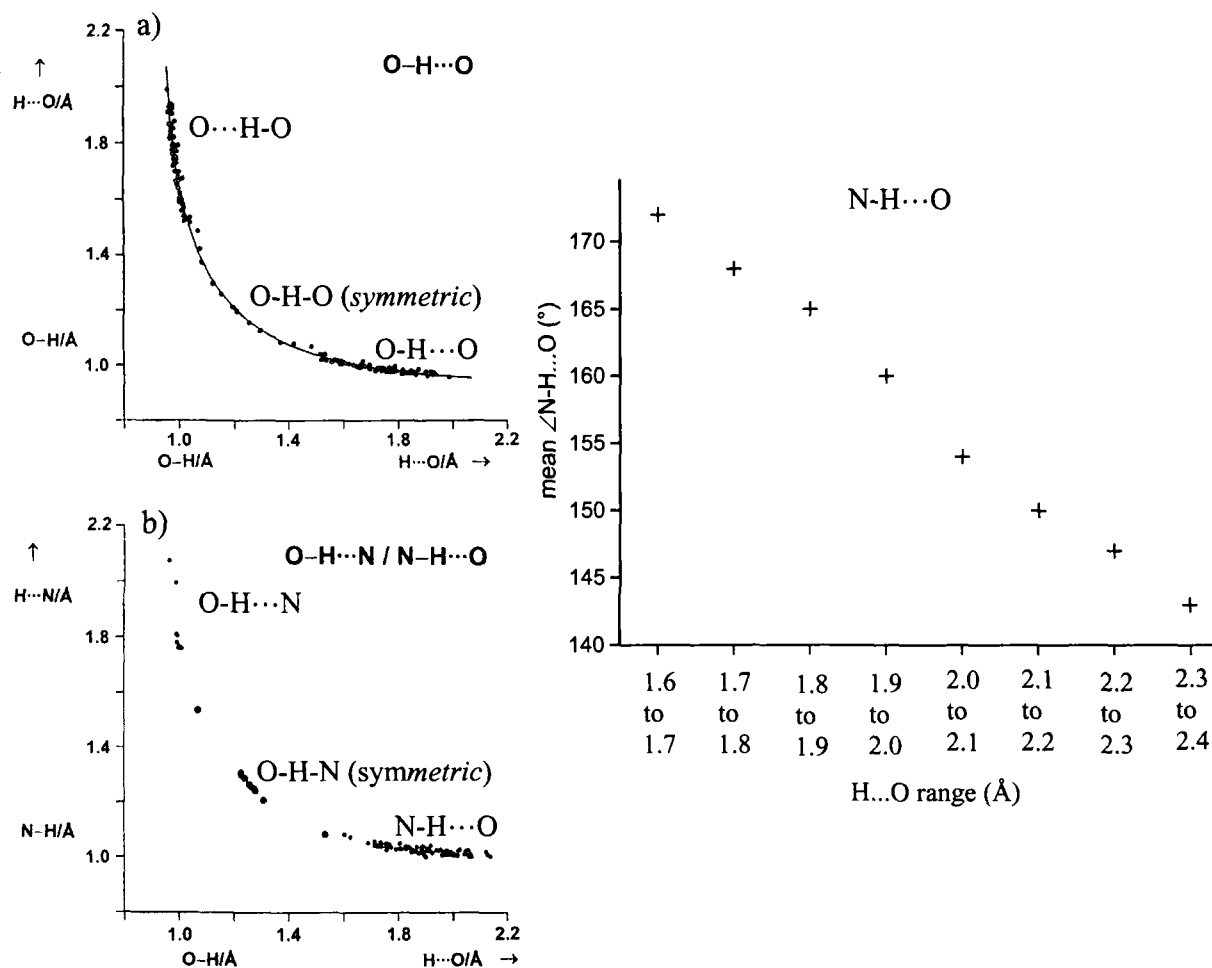 a)
2.2
O–H···O
↑
H···O/Å
O···H-O
1.8
1.4
O-H-O (symmetric)
O–H/Å
O-H···O
1.0
1.0 1.4 1.8 2.2
O–H/Å H···O/Å →
b)
2.2
O–H···N / N–H···O
↑
H···N/Å
O-H···N
1.8
1.4
O-H-N (symmetric)
N–H/Å
N-H···O
1.0
1.0 1.4 1.8 2.2
O–H/Å H···O/Å →
N-H···O
mean ∠N-H...O (°)
170
165
160
155
150
145
140
1.6 1.7 1.8 1.9 2.0 2.1 2.2 2.3
to to to to to to to to
1.7 1.8 1.9 2.0 2.1 2.2 2.3 2.4
H...O range (Å)